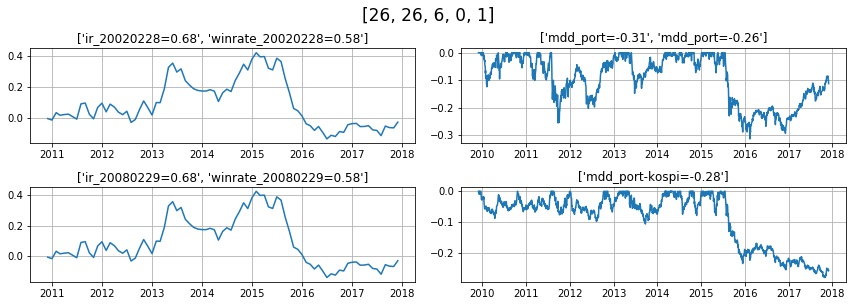 [26, 26, 6, 0, 1]
['ir_20020228=0.68', 'winrate_20020228=0.58']
0.4
0.2
0.0
2011 2012 2013 2014 2015 2016 2017 2018
['mdd_port=-0.31', 'mdd_port=-0.26']
0.0
−0.1
−0.2
−0.3
2010 2011 2012 2013 2014 2015 2016 2017 2018
['ir_20080229=0.68', 'winrate_20080229=0.58']
0.4
0.2
0.0
2011 2012 2013 2014 2015 2016 2017 2018
['mdd_port-kospi=-0.28']
0.0
−0.1
−0.2
2010 2011 2012 2013 2014 2015 2016 2017 2018